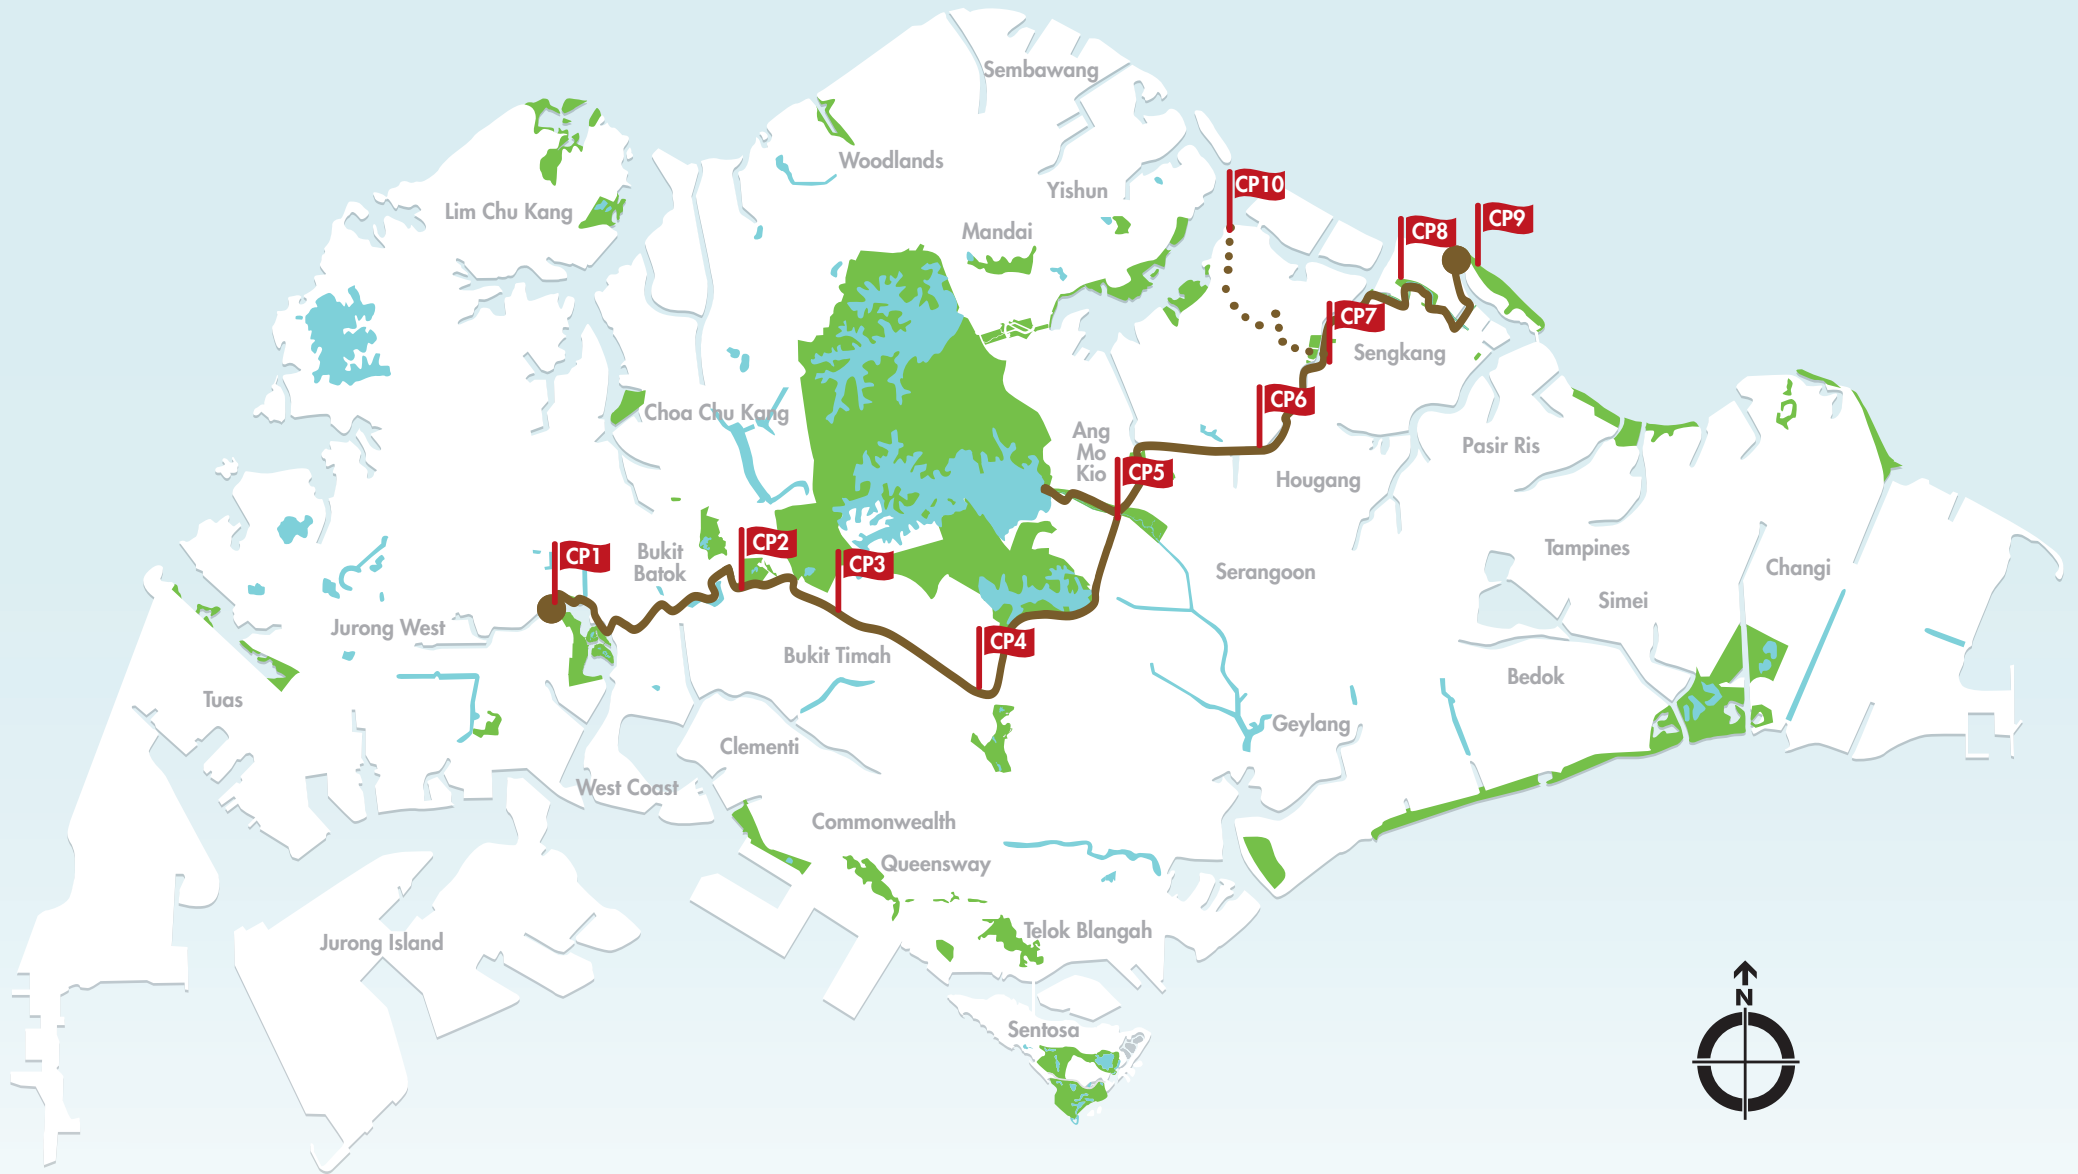 Sembawang
Woodlands
Yishun
CP10
Lim Chu Kang
CP9
Mandai
CP8
CP7
Sengkang
CP6
Choa Chu Kang
Ang
Mo
Kio
Pasir Ris
CP5
Hougang
CP2
Tampines
Bukit
Batok
CP1
CP3
Changi
Serangoon
Simei
Jurong West
CP4
Bukit Timah
Bedok
Tuas
Geylang
Clementi
West Coast
Commonwealth
Queensway
Telok Blangah
Jurong Island
N
Sentosa